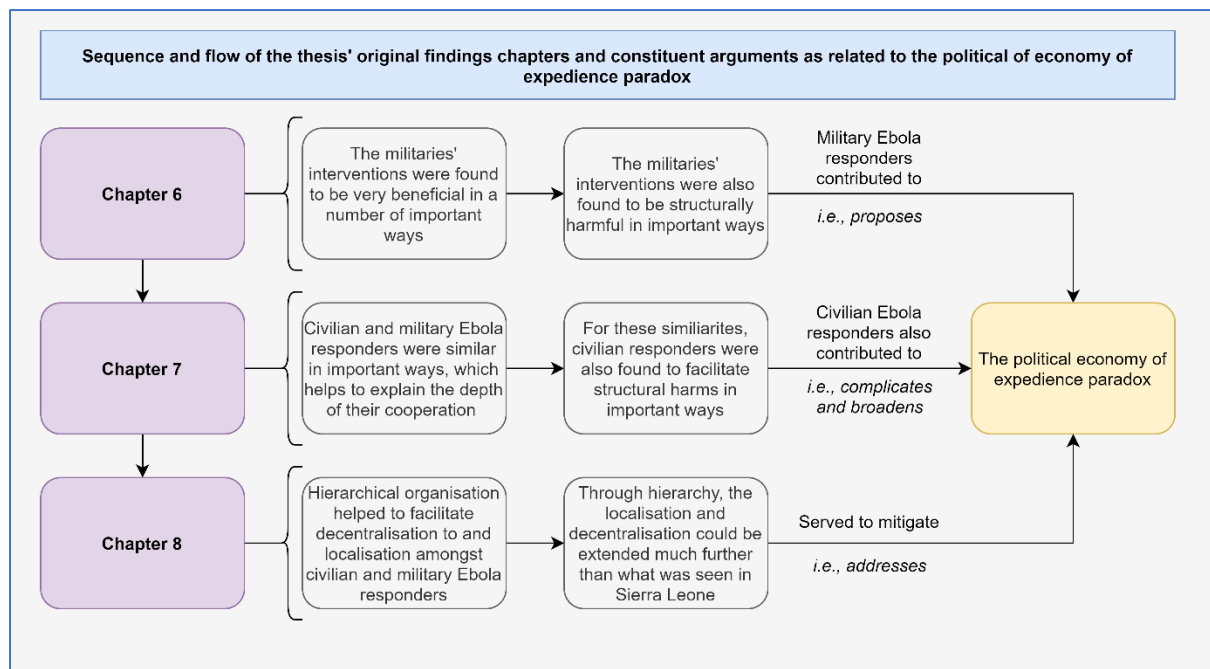 Sequence and flow of the thesis' original findings chapters and constituent arguments as related to the political of economy of
expedience paradox
Chapter 6
The militaries'
interventions were found
to be very beneficial in a
number of important
ways
The militaries'
interventions were also
found to be structurally
harmful in important ways
Military Ebola
responders
contributed to
i.e., proposes
Chapter 7
Civilian and military Ebola
responders were similar
in important ways, which
helps to explain the depth
of their cooperation
For these similiarites,
civilian responders were
also found to facilitate
structural harms in
important ways
Civilian Ebola
responders also
contributed to
i.e., complicates
and broadens
The political economy of
expedience paradox
Chapter 8
Hierarchical organisation
helped to facilitate
decentralisation to and
localisation amongst
civilian and military Ebola
responders
Through hierarchy, the
localisation and
decentralisation could be
extended much further
than what was seen in
Sierra Leone
Served to mitigate
i.e., addresses